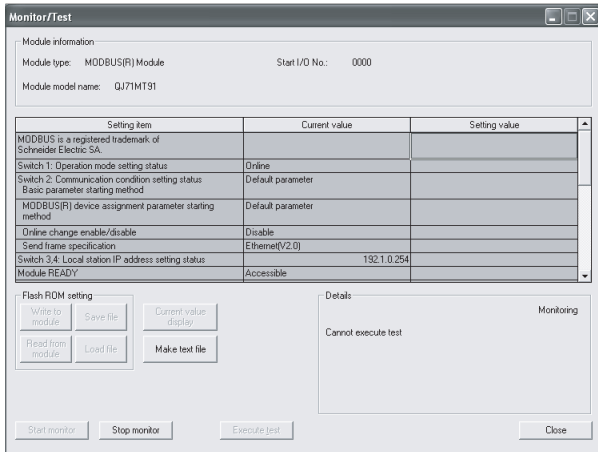 Monitor/Test
Module information
Module type: MODBUS(R) Module Start I/O No.: 0000
Module model name: QJ71MT91
Setting item Current value Setting value
MODBUS is a registered trademark of
Schneider Electric SA.
Switch 1: Operation mode setting status Online
Switch 2: Communication condition setting status Default parameter
Basic parameter starting method
MODBUS(R) device assignment parameter starting Default parameter
method
Online change enable/disable Disable
Send frame specification Ethernet(V2.0)
Switch 3,4: Local station IP address setting status 192.1.0.254
Module READY Accessible
Flash ROM setting
Write to
module
Save file
Current value
display
Read from
module
Load file
Make text file
Details
Monitoring
Cannot execute test
Start monitor Stop monitor Execute test Close